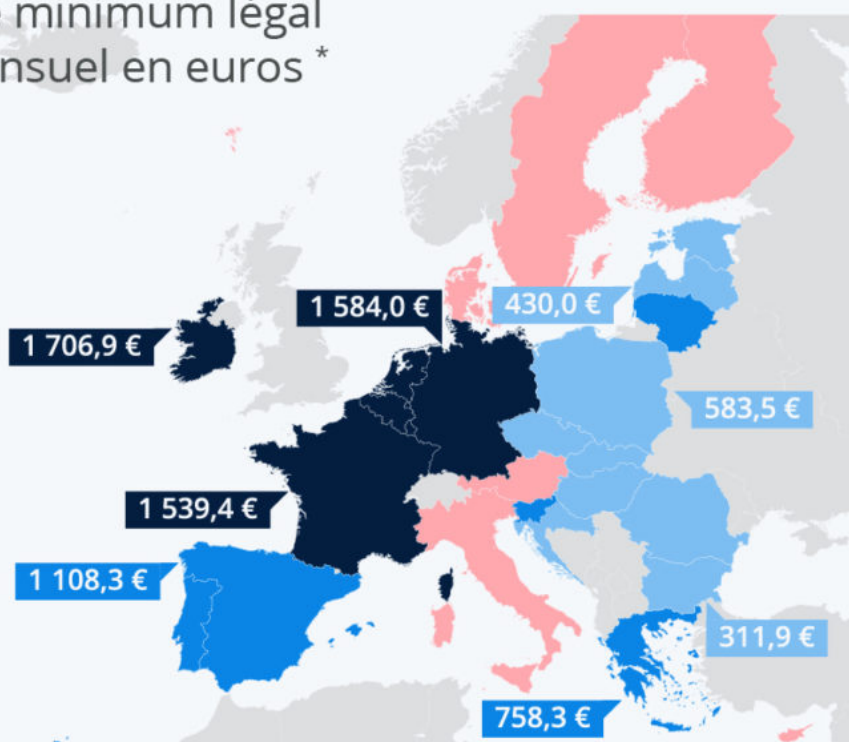 minimum légal
nsuel en euros *
1 584,0 €
430,0 €
1 706,9 €
583,5 €
1 539,4 €
1 108,3 €
311,9 €
758,3 €